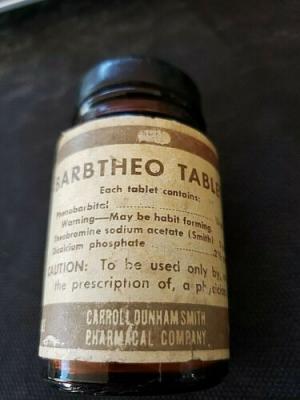 BARBTHEO TABLE
Each tablet contains:
Phenobarbital
Warning—May be habit forming.
Theobromine sodium acetate (Smith)
Dicalcium phosphate
CAUTION: To be used only by
the prescription of, a physician
CARROLL DUNHAM SMITH
PHARMACAL COMPANY